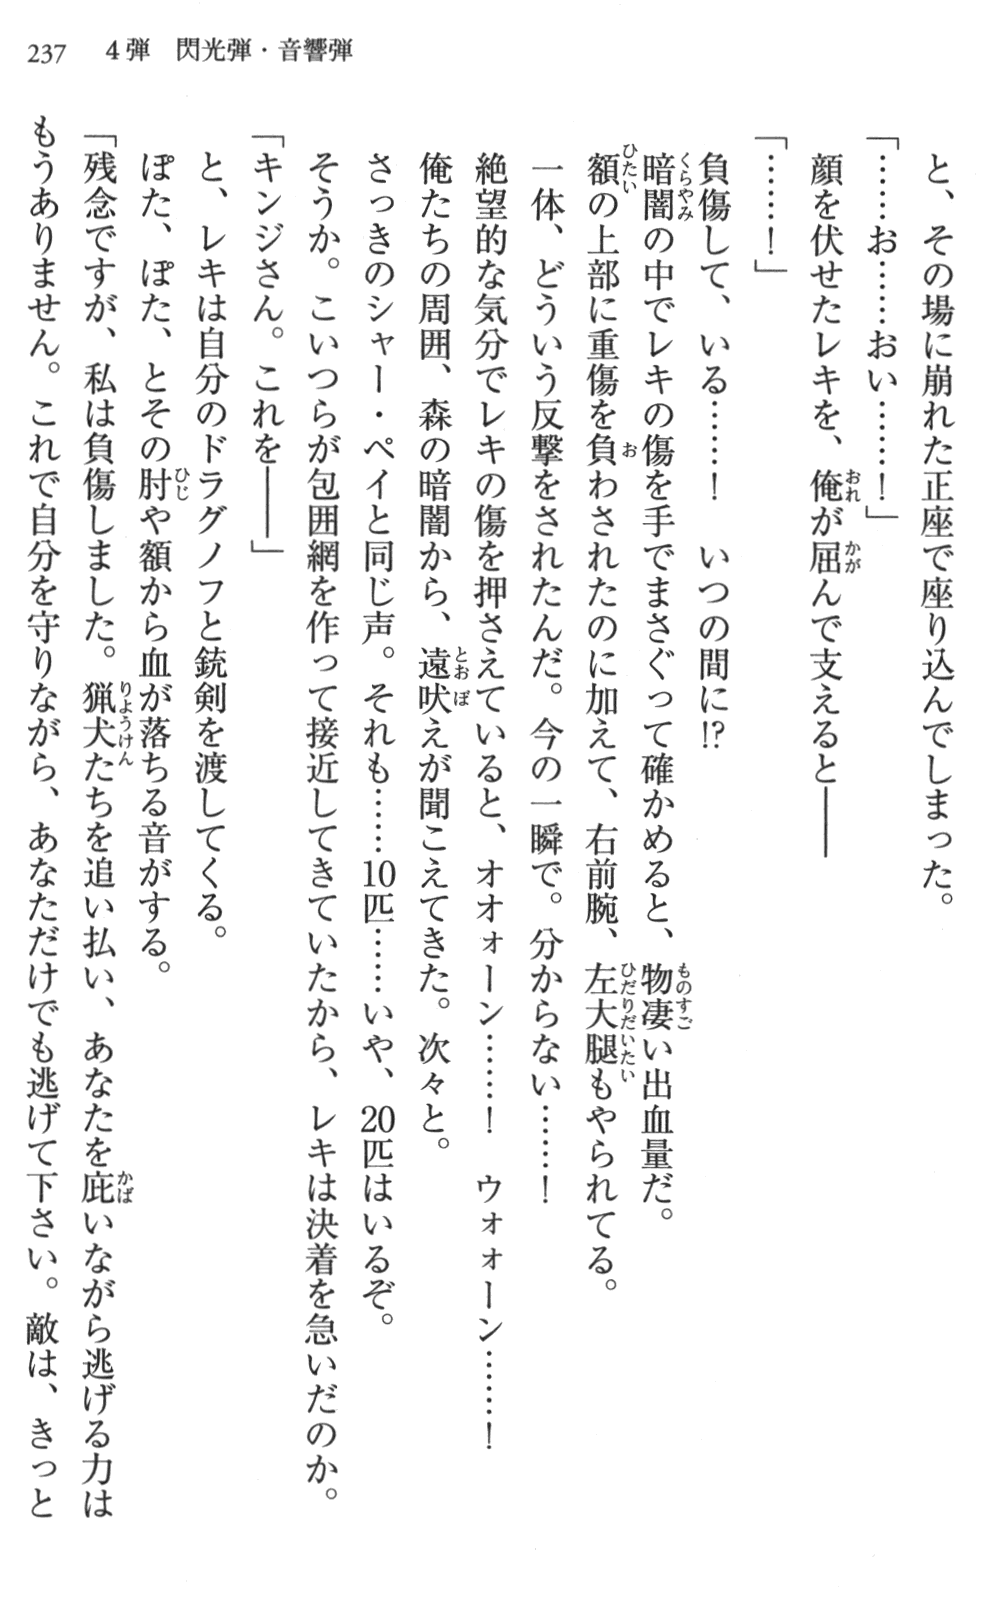 237　4弾　閃光弾・音響弾
と、その場に崩れた正座で座り込んでしまった。
「……お……おい……！」
顔を伏せたレキを、俺が屈んで支えると――
「……！」
負傷して、いる……！　いつの間に!?
暗闇の中でレキの傷を手でまさぐって確かめると、物凄い出血量だ。
額の上部に重傷を負わされたのに加えて、右前腕、左大腿もやられてる。
一体、どういう反撃をされたんだ。今の一瞬で。分からない……！
絶望的な気分でレキの傷を押さえていると、オオォーン……！　ウォォーン……！
俺たちの周囲、森の暗闇から、遠吠えが聞こえてきた。次々と。
さっきのシャー・ペイと同じ声。それも……10匹……いや、20匹はいるぞ。
そうか。こいつらが包囲網を作って接近してきていたから、レキは決着を急いだのか。
「キンジさん。これを――」
と、レキは自分のドラグノフと銃剣を渡してくる。
ぽた、ぽた、とその肘や額から血が落ちる音がする。
「残念ですが、私は負傷しました。猟犬たちを追い払い、あなたを庇いながら逃げる力は
もうありません。これで自分を守りながら、あなただけでも逃げて下さい。敵は、きっと